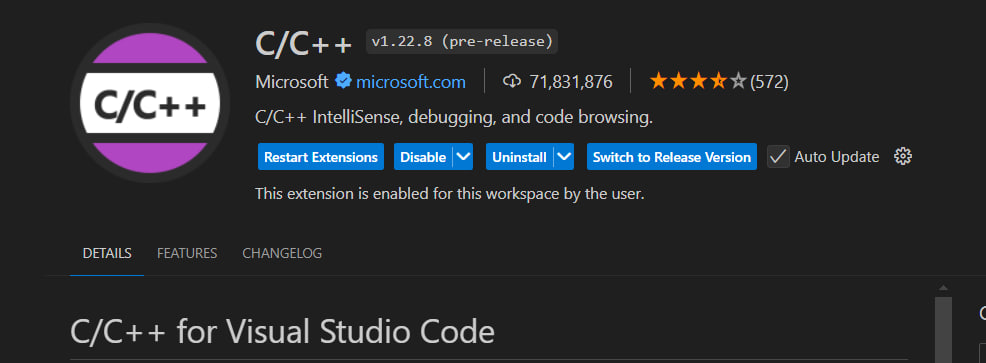 C/C++
C/C++ v1.22.8 (pre-release)
Microsoft microsoft.com 71,831,876 (572)
C/C++ IntelliSense, debugging, and code browsing.
Restart Extensions Disable Uninstall Switch to Release Version Auto Update
This extension is enabled for this workspace by the user.
DETAILS FEATURES CHANGELOG
C/C++ for Visual Studio Code